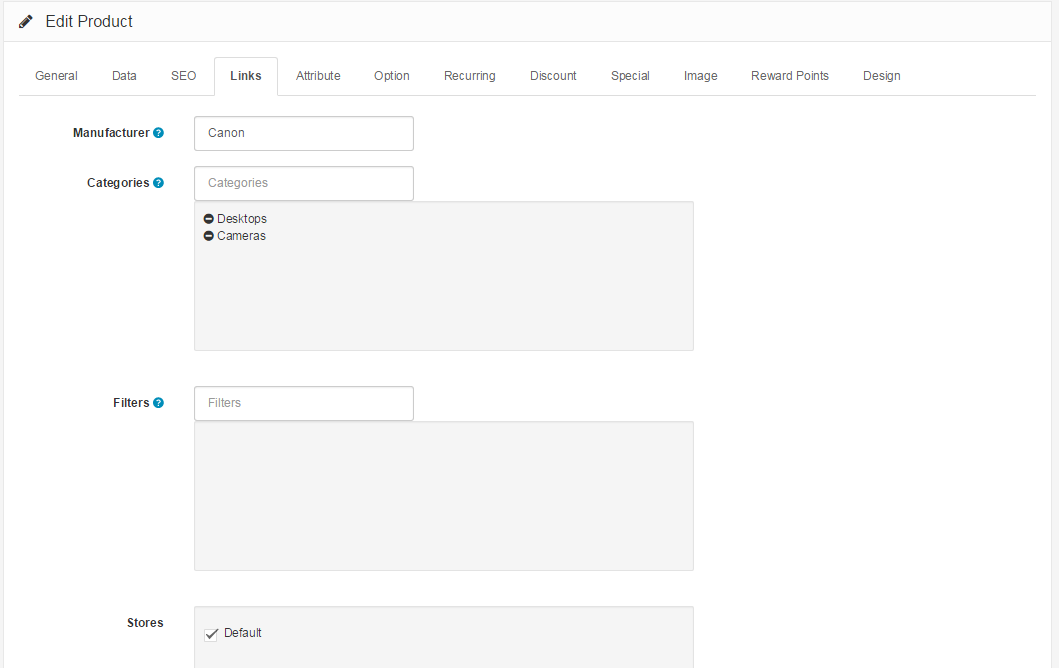 Edit Product
General Data SEO Links Attribute Option Recurring Discount Special Image Reward Points Design
Manufacturer ? Canon
Categories ? Categories
Desktops
Cameras
Filters ? Filters
Stores
Default